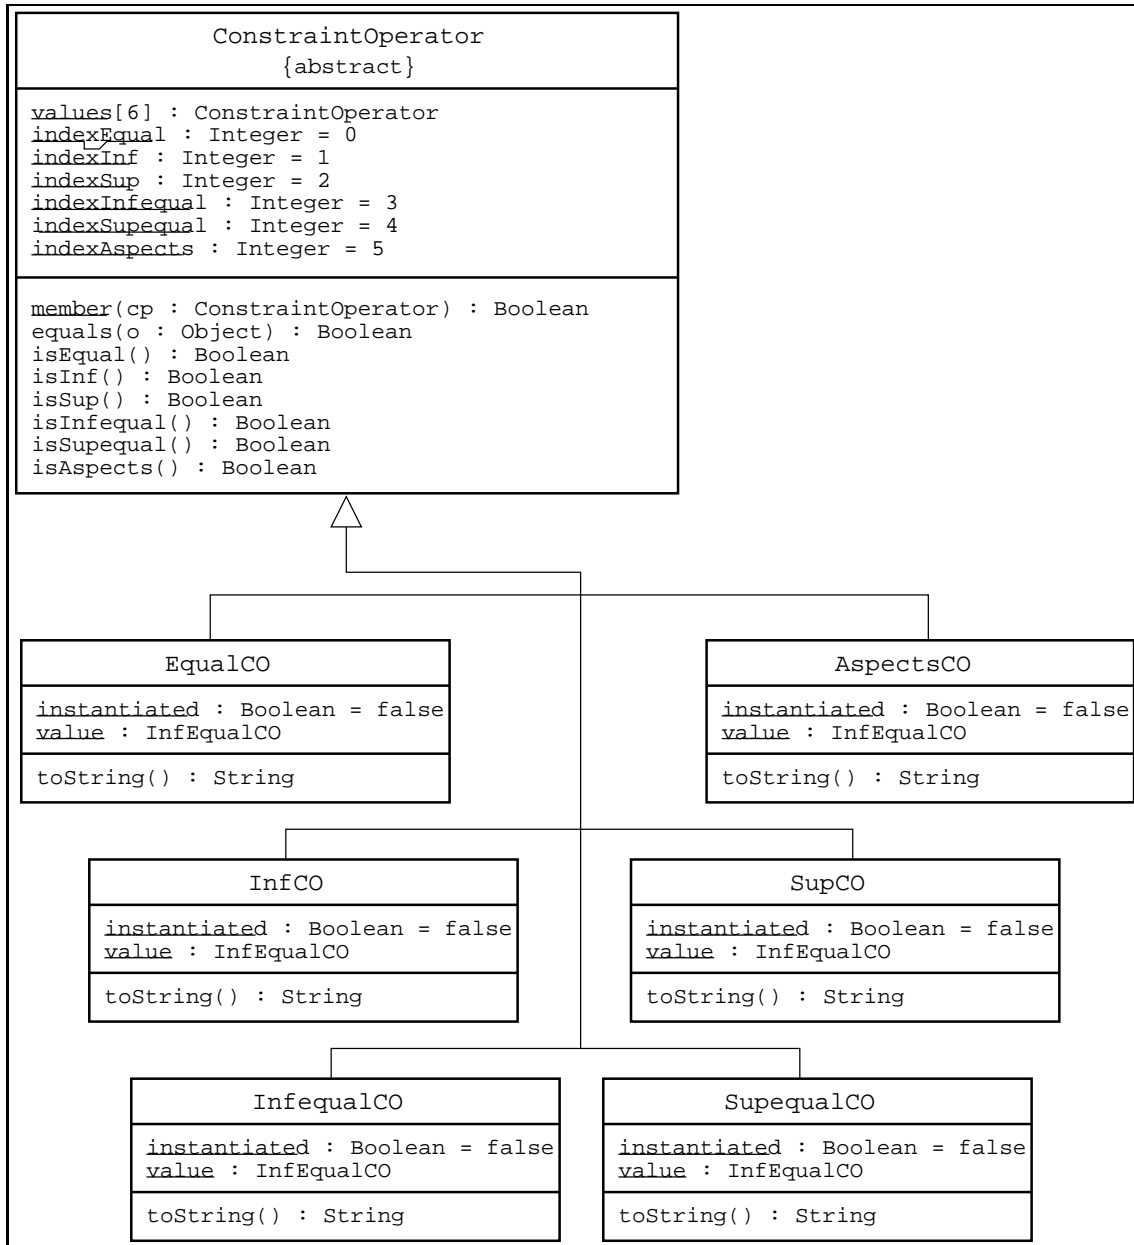 ConstraintOperator
{abstract}
values[6] : ConstraintOperator
indexEqual : Integer = 0
indexInf : Integer = 1
indexSup : Integer = 2
indexInfequal : Integer = 3
indexSupequal : Integer = 4
indexAspects : Integer = 5
member(cp : ConstraintOperator) : Boolean
equals(o : Object) : Boolean
isEqual() : Boolean
isInf() : Boolean
isSup() : Boolean
isInfequal() : Boolean
isSupequal() : Boolean
isAspects() : Boolean
EqualCO
instantiated : Boolean = false
value : InfEqualCO
toString() : String
AspectsCO
instantiated : Boolean = false
value : InfEqualCO
toString() : String
InfCO
instantiated : Boolean = false
value : InfEqualCO
toString() : String
SupCO
instantiated : Boolean = false
value : InfEqualCO
toString() : String
InfequalCO
instantiated : Boolean = false
value : InfEqualCO
toString() : String
SupequalCO
instantiated : Boolean = false
value : InfEqualCO
toString() : String